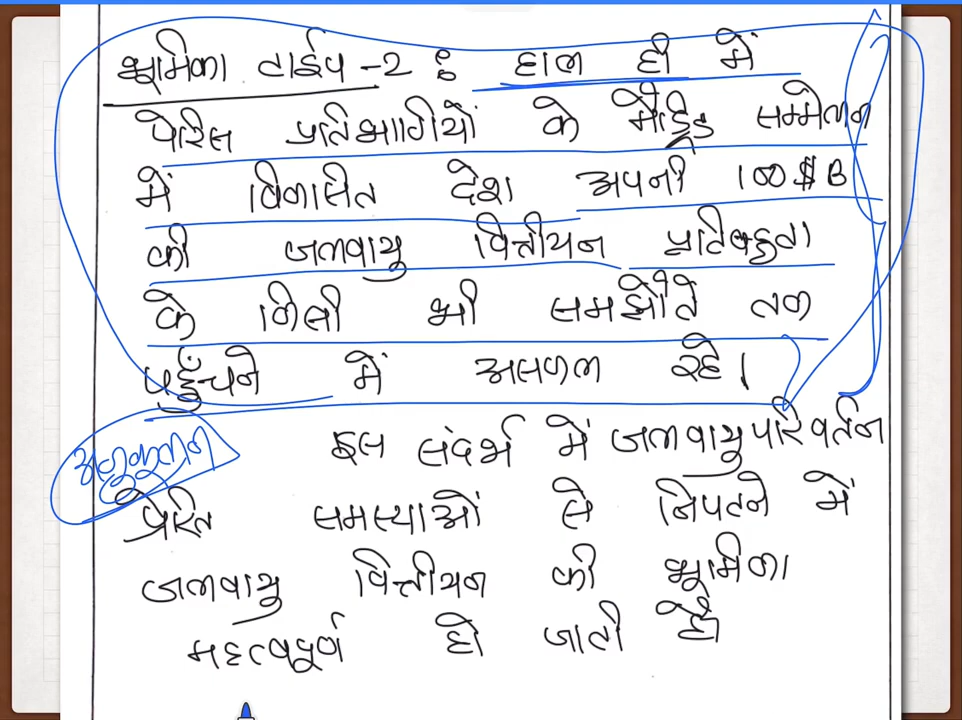 भूमिका टाईप -2 : हाल ही में
पेरिस प्रतिभागीयों के मैड्रिड सम्मेलन
में विकासित देश अपनी 100 $ B
की जलवायु वित्तीयन प्रतिबद्धता
के किसी भी समझौते तक
पहुँचने में असफल रहे।
इस संदर्भ में जलवायु परिवर्तन
अनुकूलन
प्रेरित समस्याओं से निपटने में
जलवायु वित्तीयन की भूमिका
महत्वपूर्ण हो जाती है